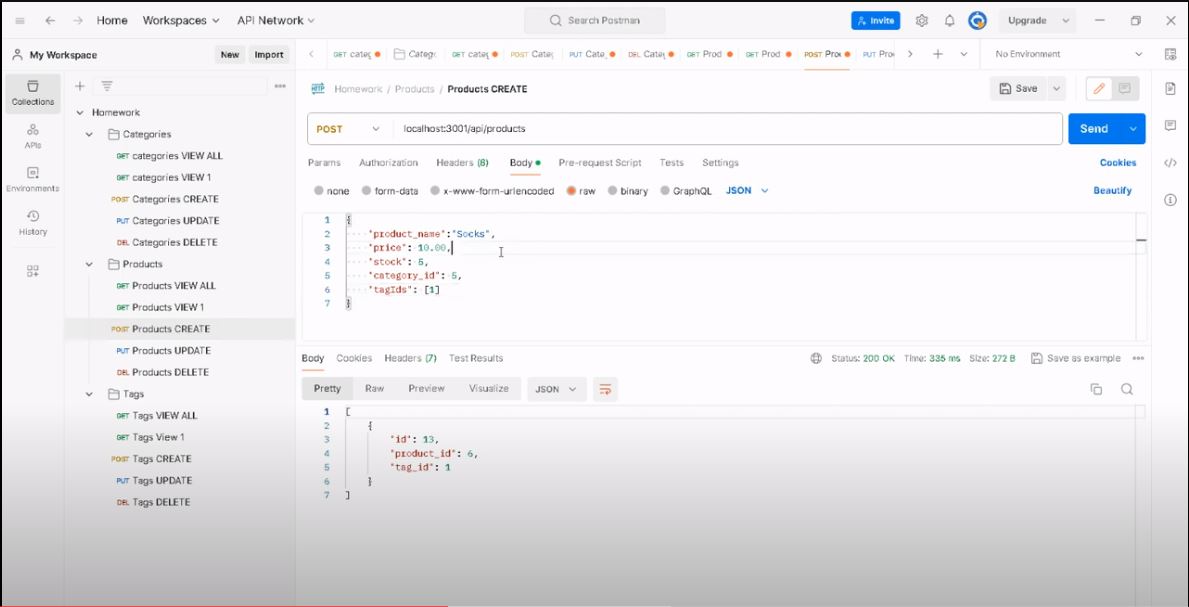 Home Workspaces API Network Search Postman Invite Upgrade
My Workspace New Import GET categ Catego GET categ POST Categ PUT Cate DEL Categ GET Prod GET Prod POST Prod PUT Pro No Environment
Collections
APIs
Environments
History
Homework
Categories
GET categories VIEW ALL
GET categories VIEW 1
POST Categories CREATE
PUT Categories UPDATE
DEL Categories DELETE
Products
GET Products VIEW ALL
GET Products VIEW 1
POST Products CREATE
PUT Products UPDATE
DEL Products DELETE
Tags
GET Tags VIEW ALL
GET Tags View 1
POST Tags CREATE
PUT Tags UPDATE
DEL Tags DELETE
HTTP Homework / Products / Products CREATE Save
POST localhost:3001/api/products Send
Params Authorization Headers (8) Body Pre-request Script Tests Settings Cookies
none form-data x-www-form-urlencoded raw binary GraphQL JSON Beautify
1 {
2 "product_name":"Socks",
3 "price": 10.00,
4 "stock": 5,
5 "category_id": 5,
6 "tagIds": [1]
7 }
Body Cookies Headers (7) Test Results Status: 200 OK Time: 335 ms Size: 272 B Save as example
Pretty Raw Preview Visualize JSON
1 [
2 {
3 "id": 13,
4 "product_id": 6,
5 "tag_id": 1
6 }
7 ]